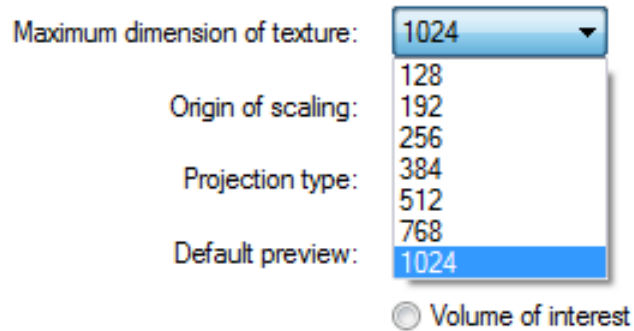 Maximum dimension of texture: 1024
128
Origin of scaling: 192
256
Projection type: 384
512
768
Default preview: 1024
Volume of interest